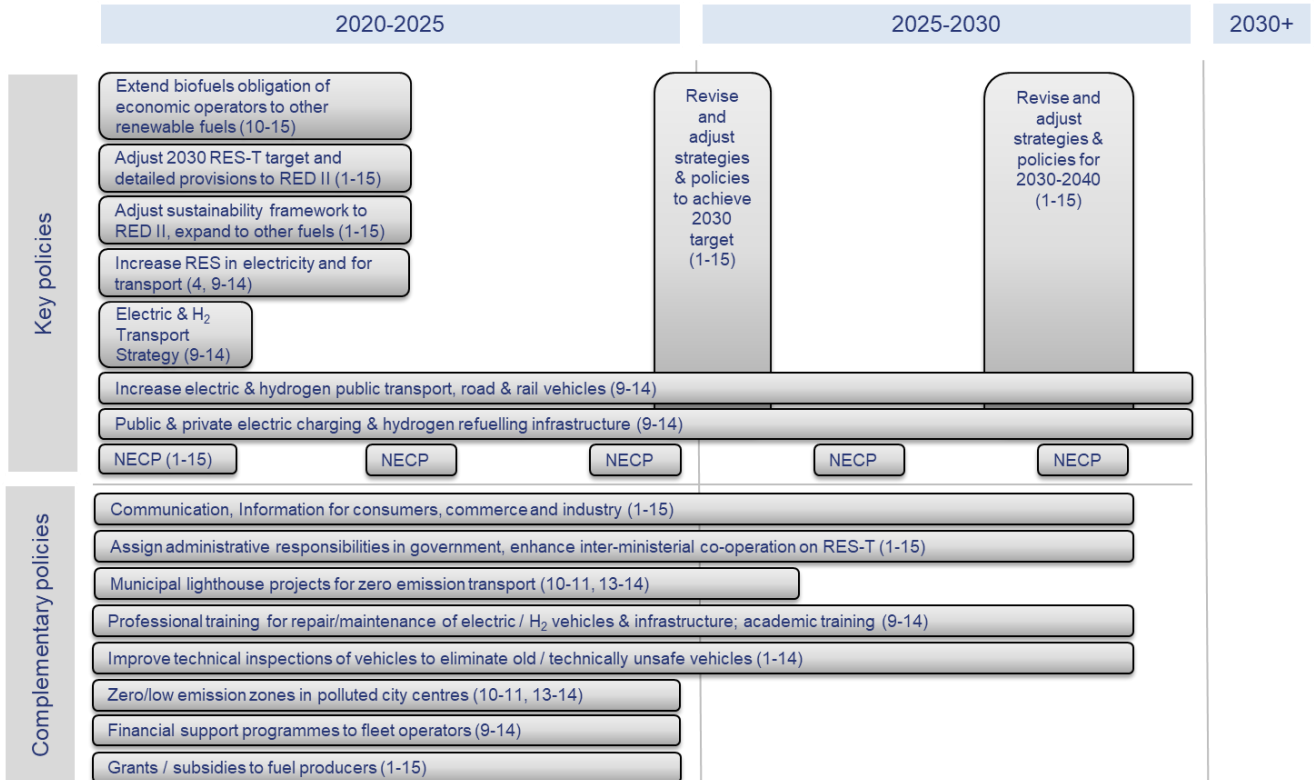 2020-2025
2025-2030
2030+
Key policies
Extend biofuels obligation of
economic operators to other
renewable fuels (10-15)
Adjust 2030 RES-T target and
detailed provisions to RED II (1-15)
Adjust sustainability framework to
RED II, expand to other fuels (1-15)
Increase RES in electricity and for
transport (4, 9-14)
Electric & H2
Transport
Strategy (9-14)
Revise
and
adjust
strategies
& policies
to achieve
2030
target
(1-15)
Revise and
adjust
strategies &
policies for
2030-2040
(1-15)
Increase electric & hydrogen public transport, road & rail vehicles (9-14)
Public & private electric charging & hydrogen refuelling infrastructure (9-14)
NECP (1-15)
NECP
NECP
NECP
NECP
Complementary policies
Communication, Information for consumers, commerce and industry (1-15)
Assign administrative responsibilities in government, enhance inter-ministerial co-operation on RES-T (1-15)
Municipal lighthouse projects for zero emission transport (10-11, 13-14)
Professional training for repair/maintenance of electric / H2 vehicles & infrastructure; academic training (9-14)
Improve technical inspections of vehicles to eliminate old / technically unsafe vehicles (1-14)
Zero/low emission zones in polluted city centres (10-11, 13-14)
Financial support programmes to fleet operators (9-14)
Grants / subsidies to fuel producers (1-15)